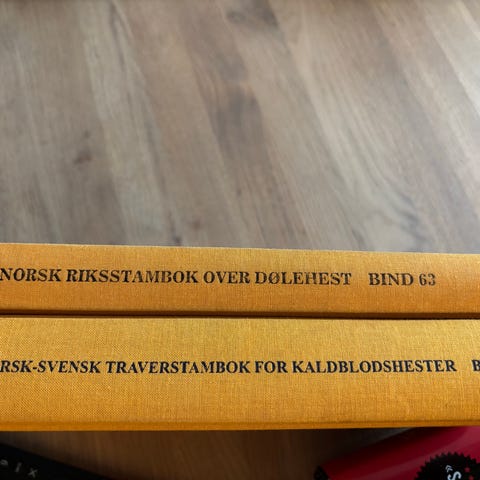 NORSK RIKSSTAMBOK OVER DØLEHEST BIND 63
RSK-SVENSK TRAVERSTAMBOK FOR KALDBLODSHESTER B